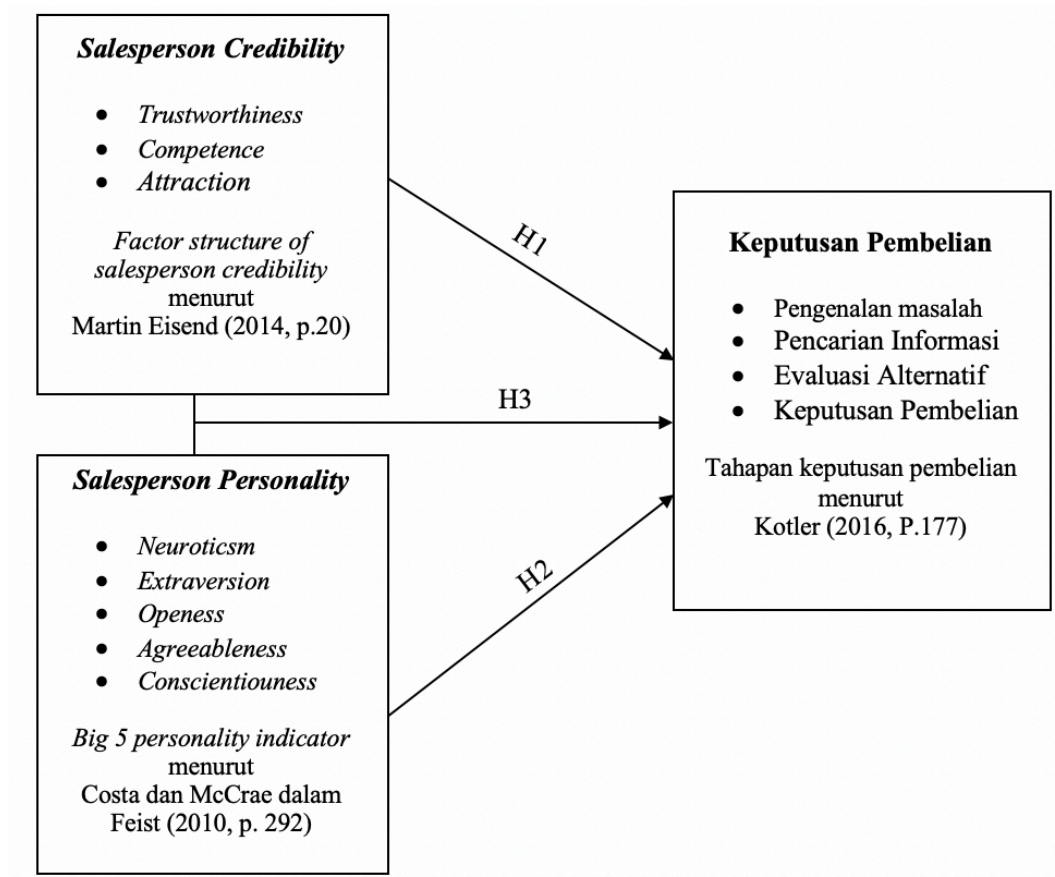 Salesperson Credibility
• Trustworthiness
• Competence
• Attraction
Factor structure of
salesperson credibility
menurut
Martin Eisend (2014, p.20)
H1
Keputusan Pembelian
• Pengenalan masalah
• Pencarian Informasi
• Evaluasi Alternatif
• Keputusan Pembelian
Tahapan keputusan pembelian
menurut
Kotler (2016, P.177)
H3
Salesperson Personality
• Neuroticsm
• Extraversion
• Openess
• Agreeableness
• Conscientiouness
Big 5 personality indicator
menurut
Costa dan McCrae dalam
Feist (2010, p. 292)
H2